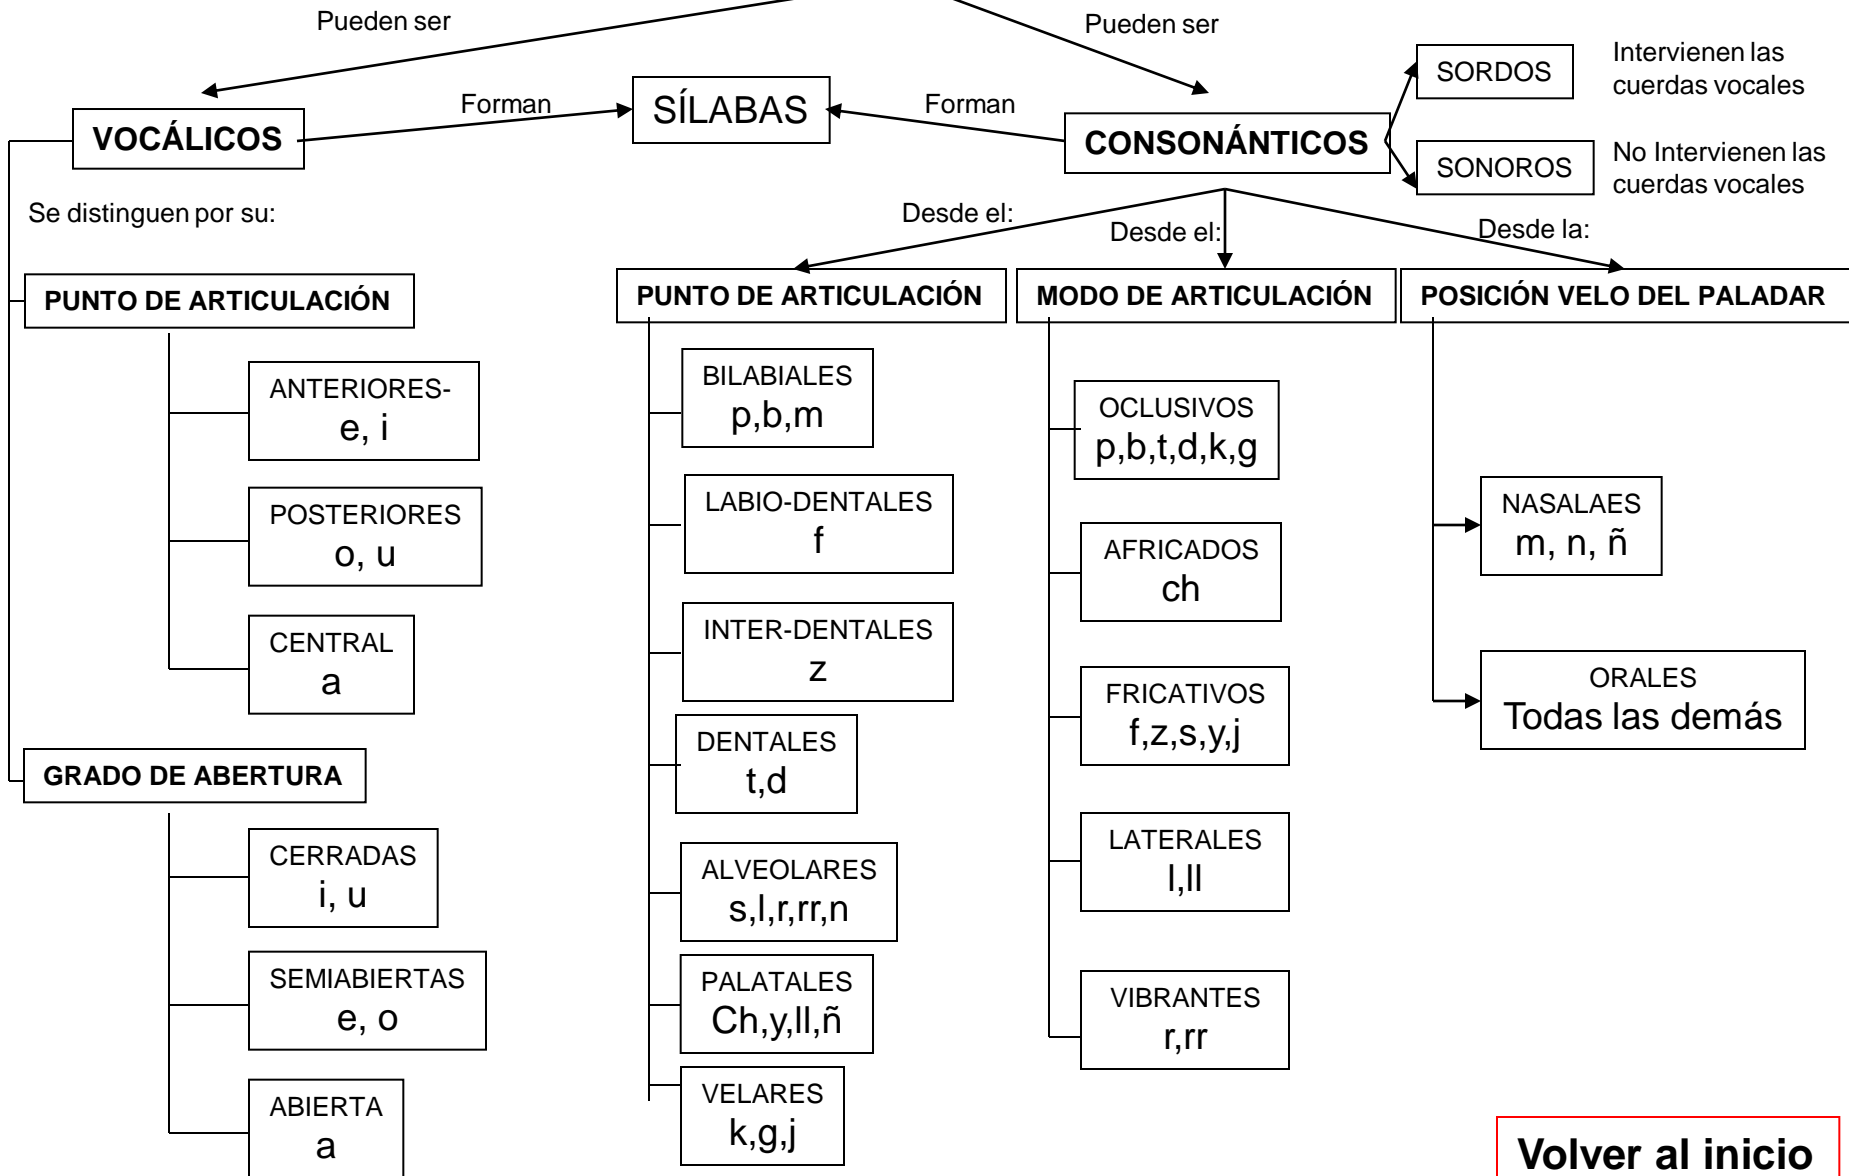 Pueden ser
Pueden ser
VOCÁLICOS
Forman
SÍLABAS
Forman
CONSONÁNTICOS
SORDOS
Intervienen las
cuerdas vocales
SONOROS
No Intervienen las
cuerdas vocales
Se distinguen por su:
PUNTO DE ARTICULACIÓN
ANTERIORES-
e, i
POSTERIORES
o, u
CENTRAL
a
GRADO DE ABERTURA
CERRADAS
i, u
SEMIABIERTAS
e, o
ABIERTA
a
Desde el:
PUNTO DE ARTICULACIÓN
BILABIALES
p,b,m
LABIO-DENTALES
f
INTER-DENTALES
z
DENTALES
t,d
ALVEOLARES
s,l,r,rr,n
PALATALES
Ch,y,ll,ñ
VELARES
k,g,j
Desde el:
MODO DE ARTICULACIÓN
OCLUSIVOS
p,b,t,d,k,g
AFRICADOS
ch
FRICATIVOS
f,z,s,y,j
LATERALES
l,ll
VIBRANTES
r,rr
Desde la:
POSICIÓN VELO DEL PALADAR
NASALAES
m, n, ñ
ORALES
Todas las demás
Volver al inicio